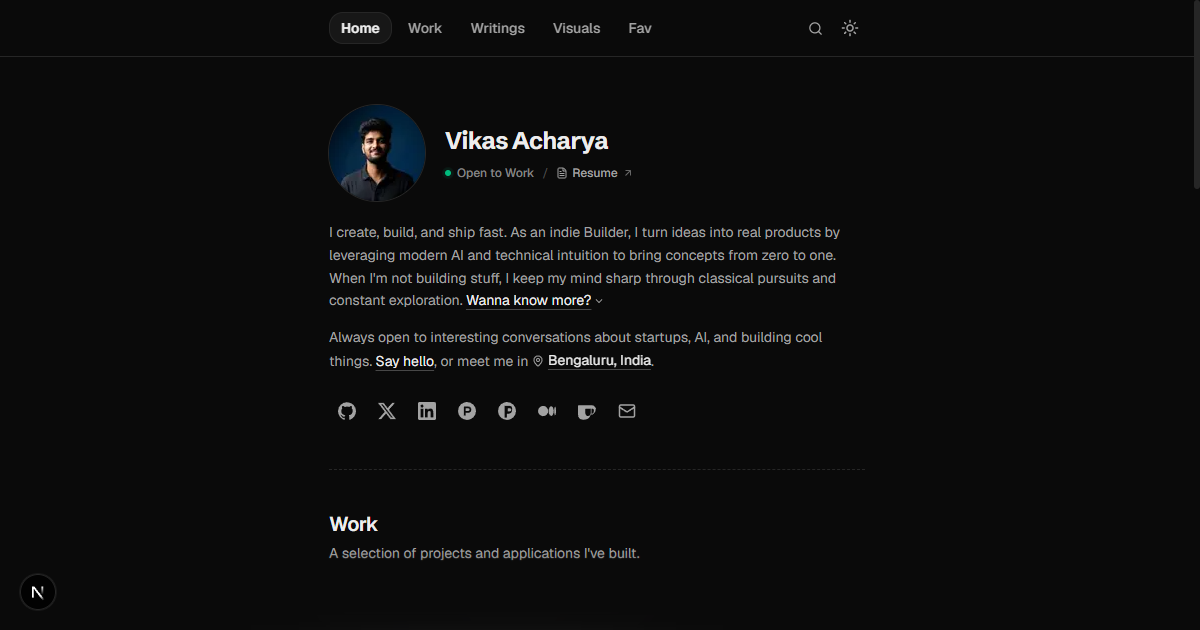 Home Work Writings Visuals Fav
Vikas Acharya
Open to Work / Resume
I create, build, and ship fast. As an indie Builder, I turn ideas into real products by
leveraging modern AI and technical intuition to bring concepts from zero to one.
When I'm not building stuff, I keep my mind sharp through classical pursuits and
constant exploration. Wanna know more?
Always open to interesting conversations about startups, AI, and building cool
things. Say hello, or meet me in Bengaluru, India.
Work
A selection of projects and applications I've built.
N